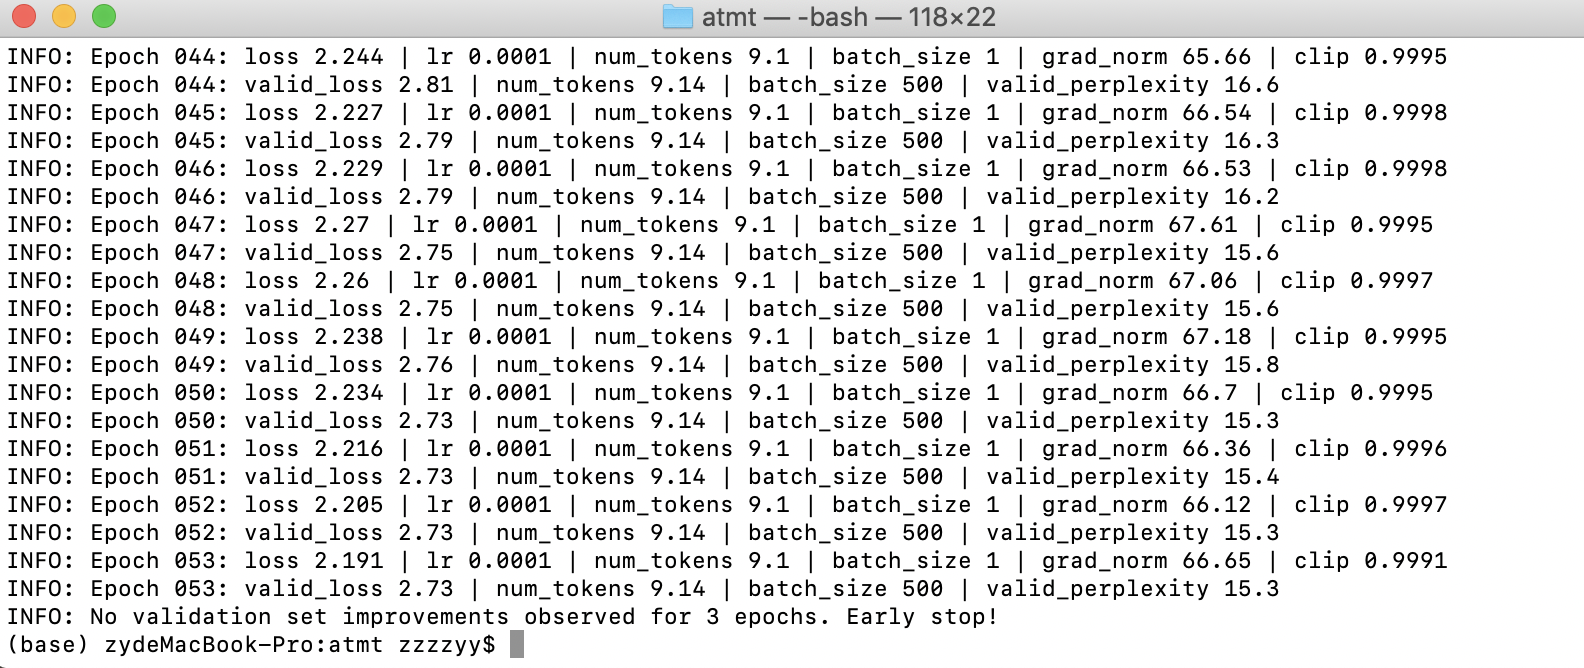 atmt — -bash — 118×22
INFO: Epoch 044: loss 2.244 | lr 0.0001 | num_tokens 9.1 | batch_size 1 | grad_norm 65.66 | clip 0.9995
INFO: Epoch 044: valid_loss 2.81 | num_tokens 9.14 | batch_size 500 | valid_perplexity 16.6
INFO: Epoch 045: loss 2.227 | lr 0.0001 | num_tokens 9.1 | batch_size 1 | grad_norm 66.54 | clip 0.9998
INFO: Epoch 045: valid_loss 2.79 | num_tokens 9.14 | batch_size 500 | valid_perplexity 16.3
INFO: Epoch 046: loss 2.229 | lr 0.0001 | num_tokens 9.1 | batch_size 1 | grad_norm 66.53 | clip 0.9998
INFO: Epoch 046: valid_loss 2.79 | num_tokens 9.14 | batch_size 500 | valid_perplexity 16.2
INFO: Epoch 047: loss 2.27 | lr 0.0001 | num_tokens 9.1 | batch_size 1 | grad_norm 67.61 | clip 0.9995
INFO: Epoch 047: valid_loss 2.75 | num_tokens 9.14 | batch_size 500 | valid_perplexity 15.6
INFO: Epoch 048: loss 2.26 | lr 0.0001 | num_tokens 9.1 | batch_size 1 | grad_norm 67.06 | clip 0.9997
INFO: Epoch 048: valid_loss 2.75 | num_tokens 9.14 | batch_size 500 | valid_perplexity 15.6
INFO: Epoch 049: loss 2.238 | lr 0.0001 | num_tokens 9.1 | batch_size 1 | grad_norm 67.18 | clip 0.9995
INFO: Epoch 049: valid_loss 2.76 | num_tokens 9.14 | batch_size 500 | valid_perplexity 15.8
INFO: Epoch 050: loss 2.234 | lr 0.0001 | num_tokens 9.1 | batch_size 1 | grad_norm 66.7 | clip 0.9995
INFO: Epoch 050: valid_loss 2.73 | num_tokens 9.14 | batch_size 500 | valid_perplexity 15.3
INFO: Epoch 051: loss 2.216 | lr 0.0001 | num_tokens 9.1 | batch_size 1 | grad_norm 66.36 | clip 0.9996
INFO: Epoch 051: valid_loss 2.73 | num_tokens 9.14 | batch_size 500 | valid_perplexity 15.4
INFO: Epoch 052: loss 2.205 | lr 0.0001 | num_tokens 9.1 | batch_size 1 | grad_norm 66.12 | clip 0.9997
INFO: Epoch 052: valid_loss 2.73 | num_tokens 9.14 | batch_size 500 | valid_perplexity 15.3
INFO: Epoch 053: loss 2.191 | lr 0.0001 | num_tokens 9.1 | batch_size 1 | grad_norm 66.65 | clip 0.9991
INFO: Epoch 053: valid_loss 2.73 | num_tokens 9.14 | batch_size 500 | valid_perplexity 15.3
INFO: No validation set improvements observed for 3 epochs. Early stop!
(base) zydeMacBook-Pro:atmt zzzzyy$